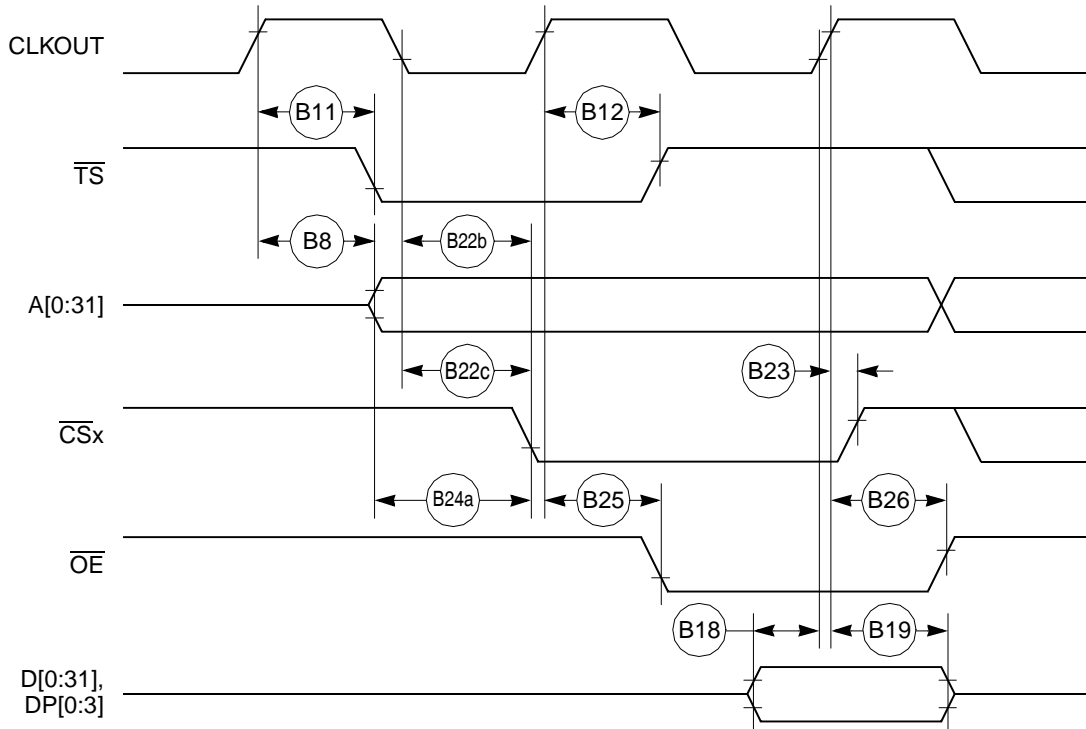 CLKOUT
B11
B12
TS
B8
B22b
A[0:31]
B22c
B23
CSx
B24a
B25
B26
OE
B18
B19
D[0:31],
DP[0:3]